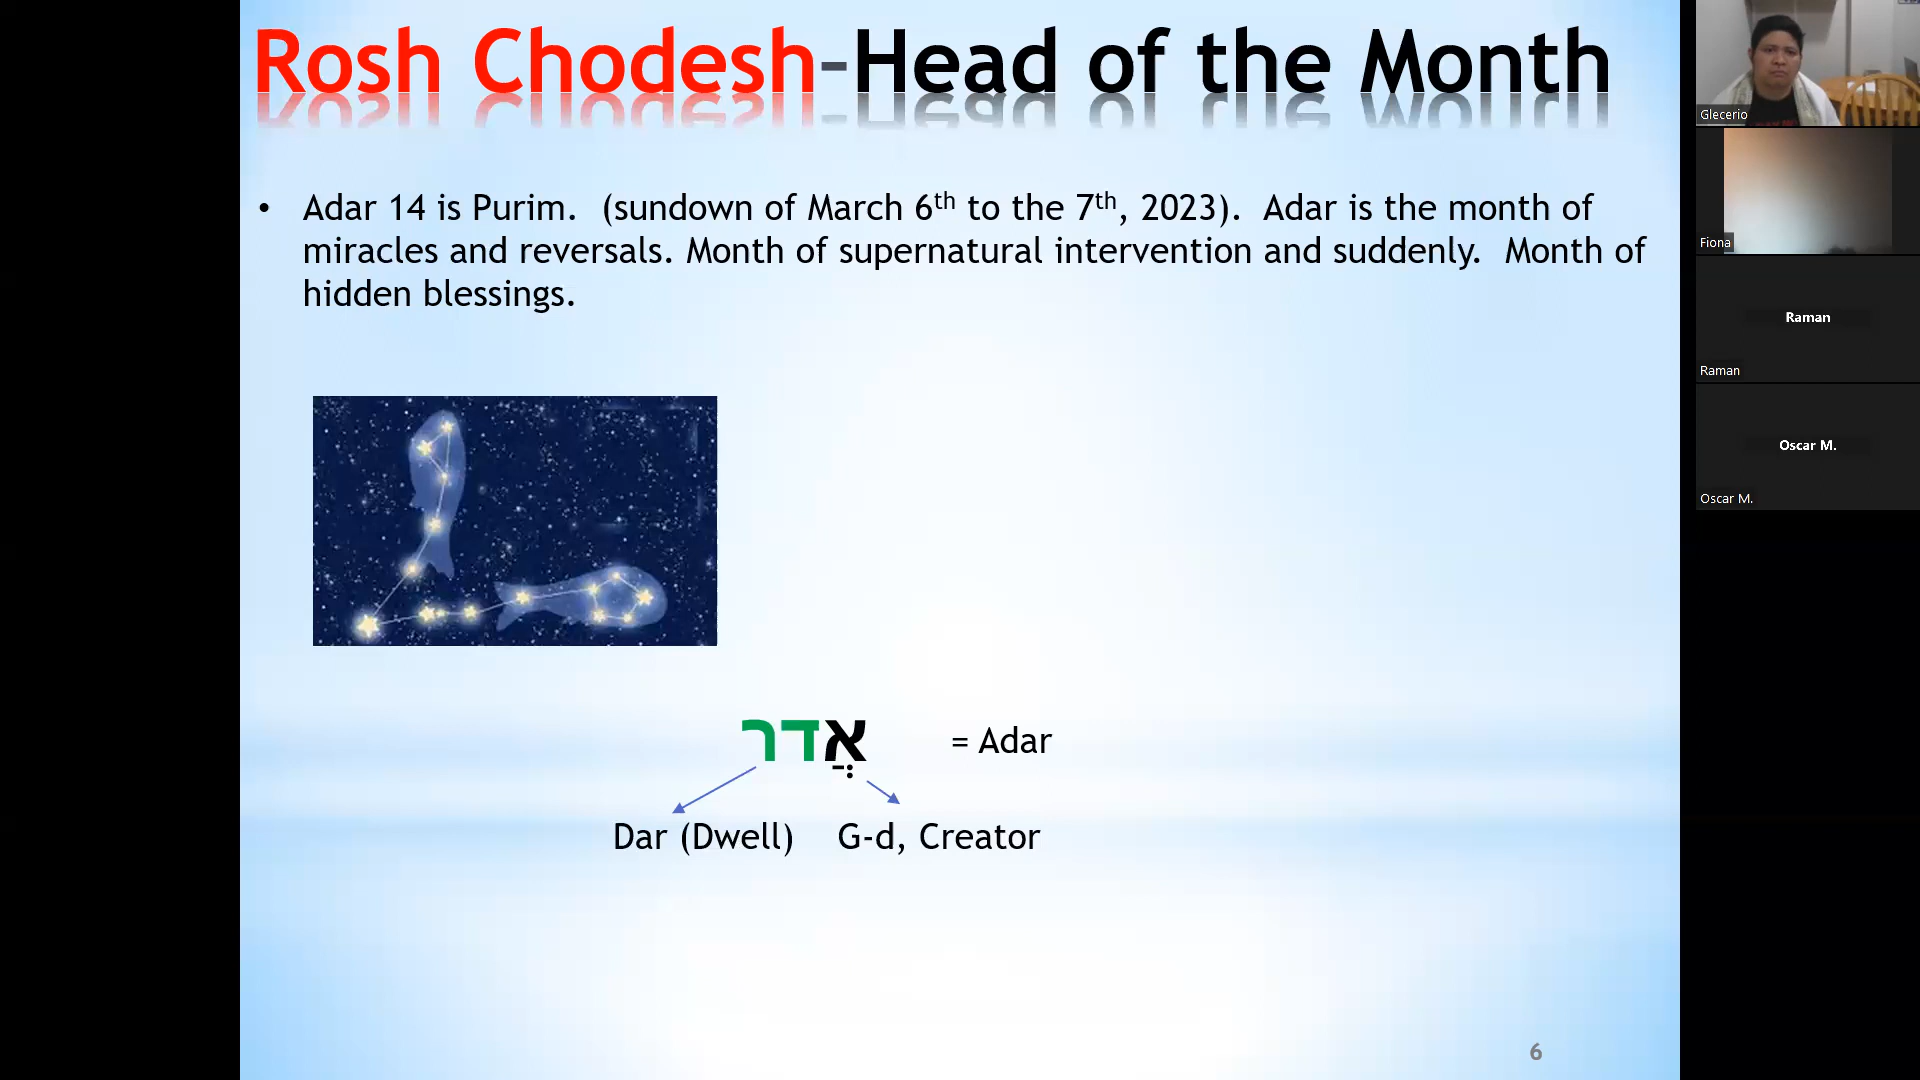 Rosh Chodesh-Head of the Month
• Adar 14 is Purim.  (sundown of March 6th to the 7th, 2023).  Adar is the month of
miracles and reversals. Month of supernatural intervention and suddenly.  Month of
hidden blessings.
אֲדר = Adar
Dar (Dwell) G-d, Creator
6
Glecerio
Fiona
Raman
Raman
Oscar M.
Oscar M.